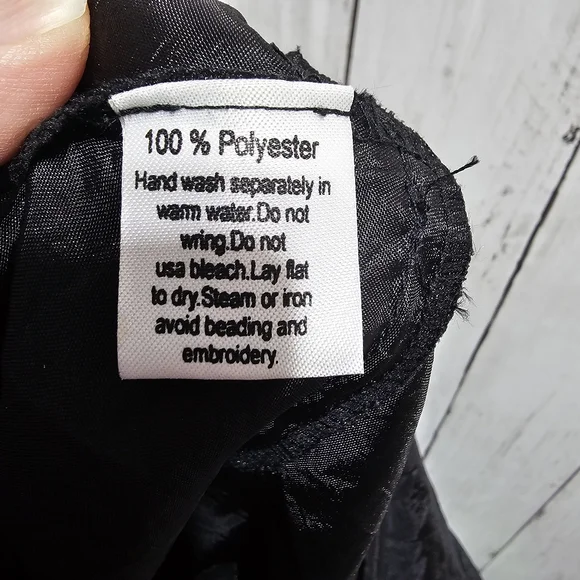 100 % Polyester
Hand wash separately in
warm water.Do not
wring.Do not
usa bleach.Lay flat
to dry.Steam or iron
avoid beading and
embroidery.